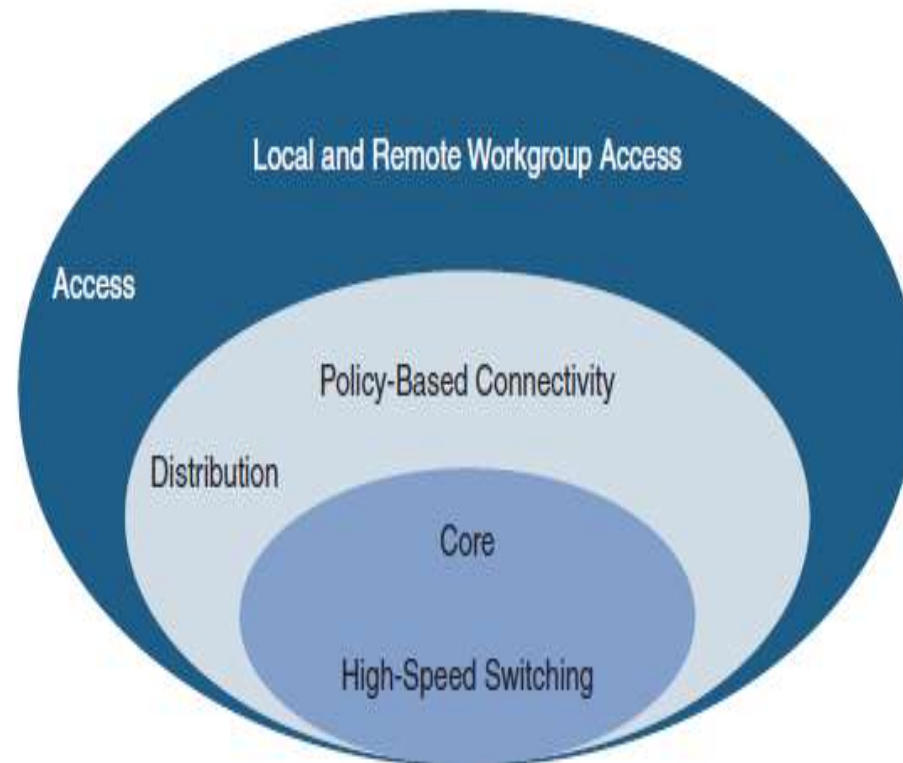 Local and Remote Workgroup Access
Access
Policy-Based Connectivity
Distribution
Core
High-Speed Switching